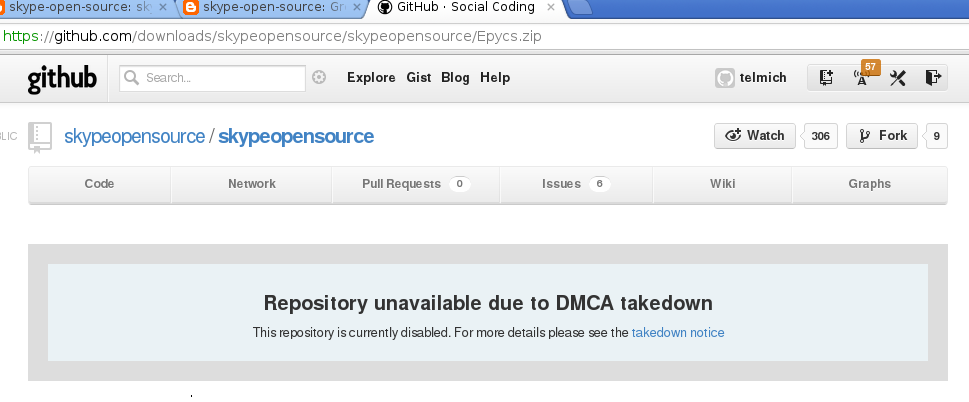 skype-open-source: sk
skype-open-source: Gr
GitHub · Social Coding
https://github.com/downloads/skypeopensource/skypeopensource/Epycs.zip
github
Search...
Explore Gist Blog Help
telmich
57
LIC
skypeopensource / skypeopensource
Watch 306 Fork 9
Code Network Pull Requests 0 Issues 6 Wiki Graphs
Repository unavailable due to DMCA takedown
This repository is currently disabled. For more details please see the takedown notice